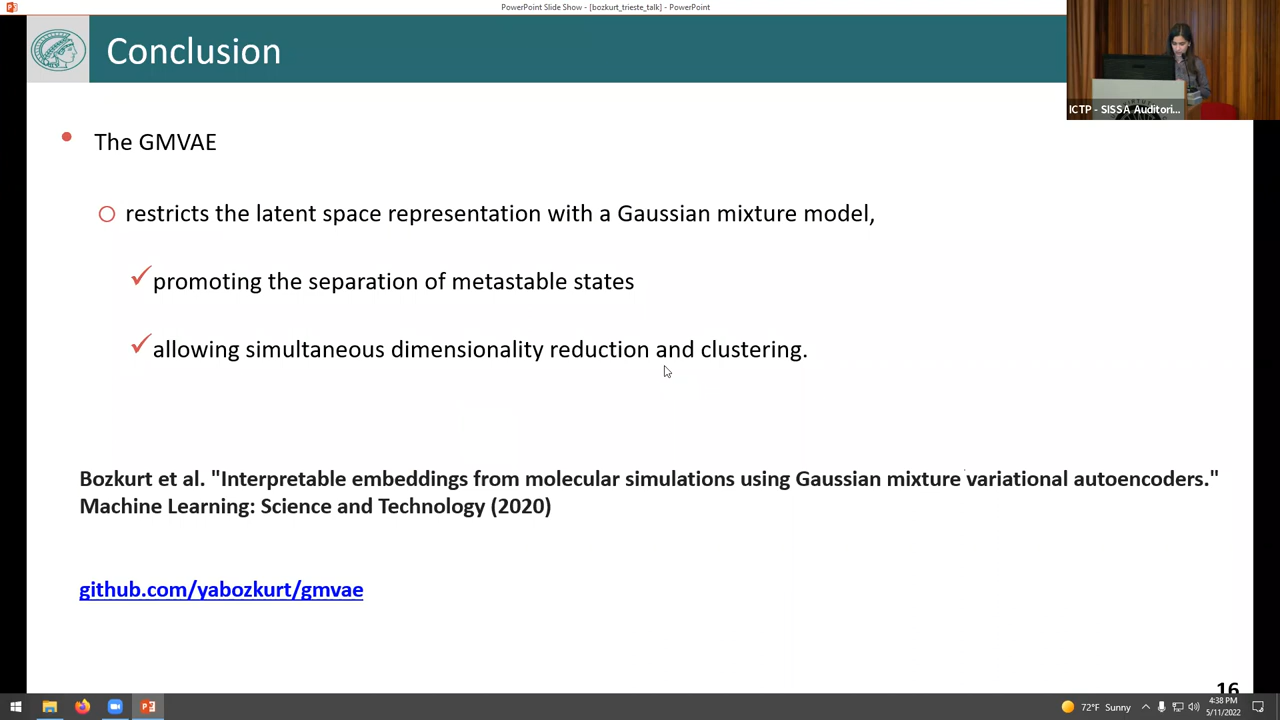 PowerPoint Slide Show - [bozkurt_trieste_talk] - PowerPoint
Conclusion
ICTP - SISSA Auditori...
• The GMVAE
○ restricts the latent space representation with a Gaussian mixture model,
✓ promoting the separation of metastable states
✓ allowing simultaneous dimensionality reduction and clustering.
Bozkurt et al. "Interpretable embeddings from molecular simulations using Gaussian mixture variational autoencoders."
Machine Learning: Science and Technology (2020)
github.com/yabozkurt/gmvae
16
72°F Sunny
4:38 PM
5/11/2022